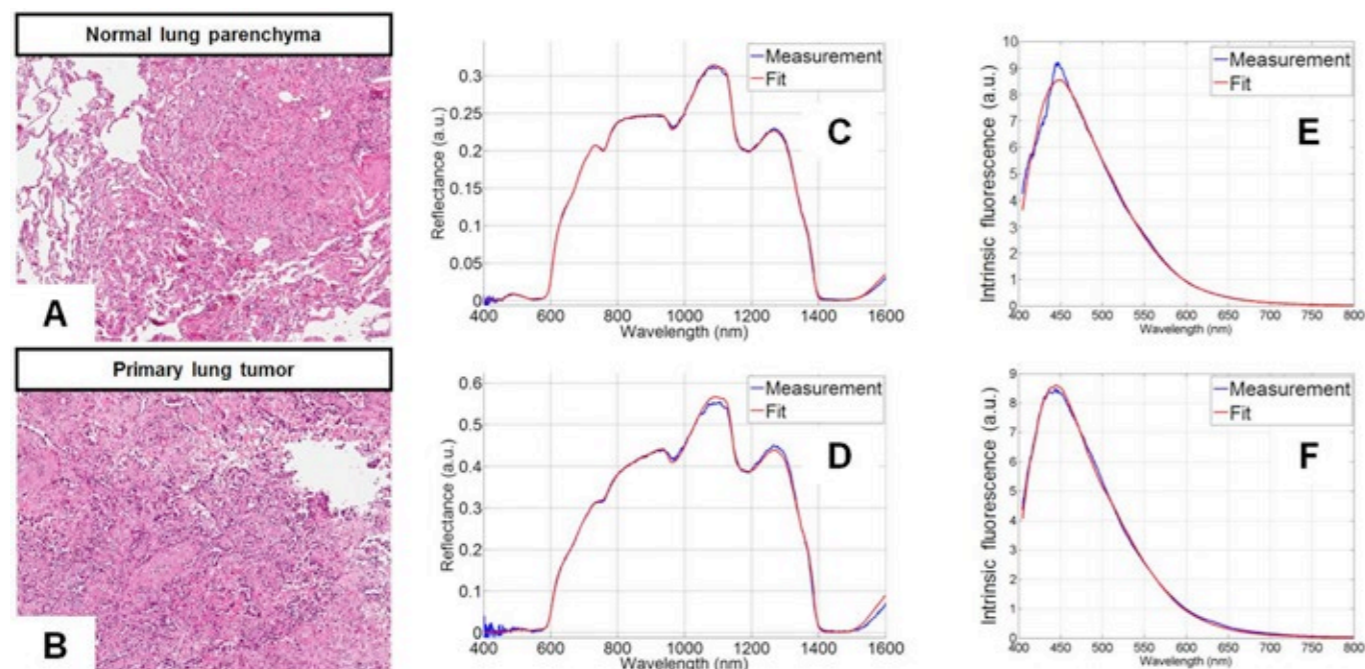 Normal lung parenchyma
A
Primary lung tumor
B
Reflectance (a.u.)
0.3
0.25
0.2
0.15
0.1
0.05
0
400 600 800 1000 1200 1400 1600
Wavelength (nm)
Measurement
Fit
C
Reflectance (a.u.)
0.6
0.5
0.4
0.3
0.2
0.1
0
400 600 800 1000 1200 1400 1600
Wavelength (nm)
Measurement
Fit
D
Intrinsic fluorescence (a.u.)
10
9
8
7
6
5
4
3
2
1
0
400 450 500 550 600 650 700 750 800
Wavelength (nm)
Measurement
Fit
E
Intrinsic fluorescence (a.u.)
9
8
7
6
5
4
3
2
1
0
400 450 500 550 600 650 700 750 800
Wavelength (nm)
Measurement
Fit
F